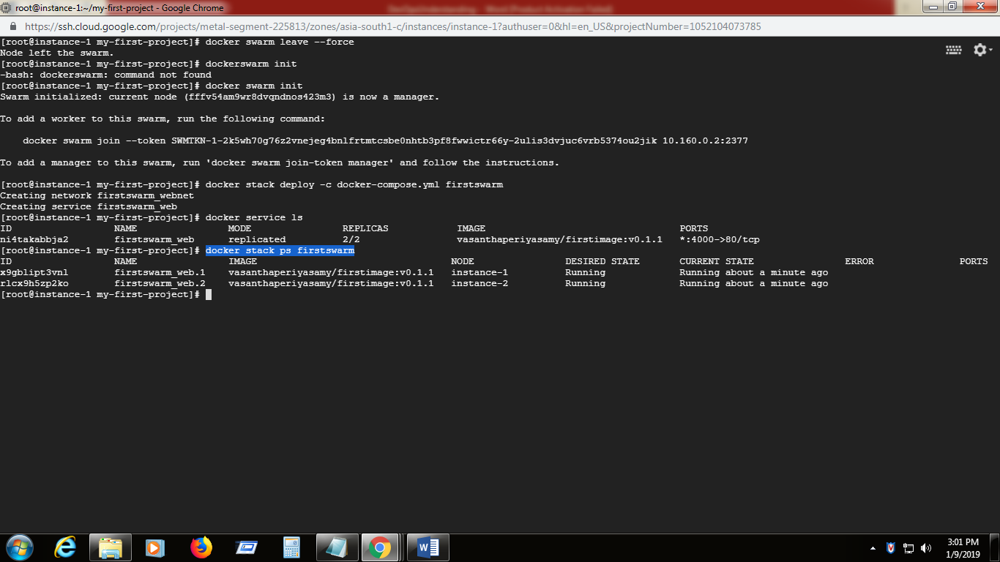 root@instance-1:~/my-first-project - Google Chrome
https://ssh.cloud.google.com/projects/metal-segment-225813/zones/asia-south1-c/instances/instance-1?authuser=0&hl=en_US&projectNumber=1052104073785
[root@instance-1 my-first-project]# docker swarm leave --force
Node left the swarm.
[root@instance-1 my-first-project]# dockerswarm init
-bash: dockerswarm: command not found
[root@instance-1 my-first-project]# docker swarm init
Swarm initialized: current node (fffv54am9wr8dvqndnos423m3) is now a manager.
To add a worker to this swarm, run the following command:
docker swarm join --token SWMTKN-1-2k5wh70g76z2vnejeg4bnlfrtmtcsbe0nhtb3pf8fwwictr66y-2ulis3dvjuc6vrb5374ou2jik 10.160.0.2:2377
To add a manager to this swarm, run 'docker swarm join-token manager' and follow the instructions.
[root@instance-1 my-first-project]# docker stack deploy -c docker-compose.yml firstswarm
Creating network firstswarm_webnet
Creating service firstswarm_web
[root@instance-1 my-first-project]# docker service ls
ID NAME MODE REPLICAS IMAGE PORTS
ni4takabbja2 firstswarm_web replicated 2/2 vasanthaperiyasamy/firstimage:v0.1.1 *:4000->80/tcp
[root@instance-1 my-first-project]# docker stack ps firstswarm
ID NAME IMAGE NODE DESIRED STATE CURRENT STATE ERROR PORTS
x9gblipt3vnl firstswarm_web.1 vasanthaperiyasamy/firstimage:v0.1.1 instance-1 Running Running about a minute ago
rlcx9h5zp2ko firstswarm_web.2 vasanthaperiyasamy/firstimage:v0.1.1 instance-2 Running Running about a minute ago
[root@instance-1 my-first-project]#
3:01 PM
1/9/2019